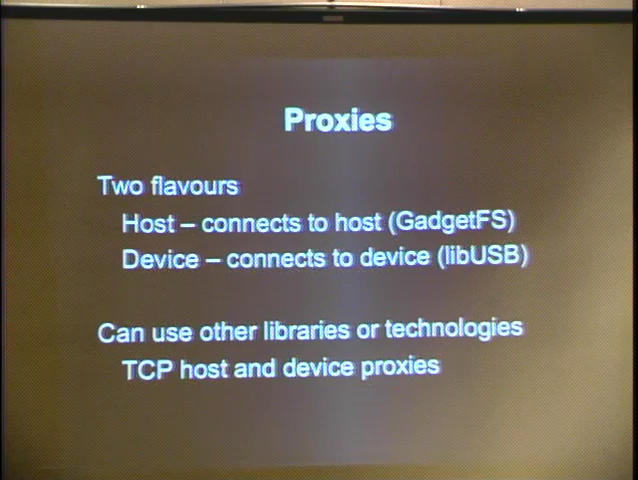 Proxies
Two flavours
Host – connects to host (GadgetFS)
Device – connects to device (libUSB)
Can use other libraries or technologies
TCP host and device proxies